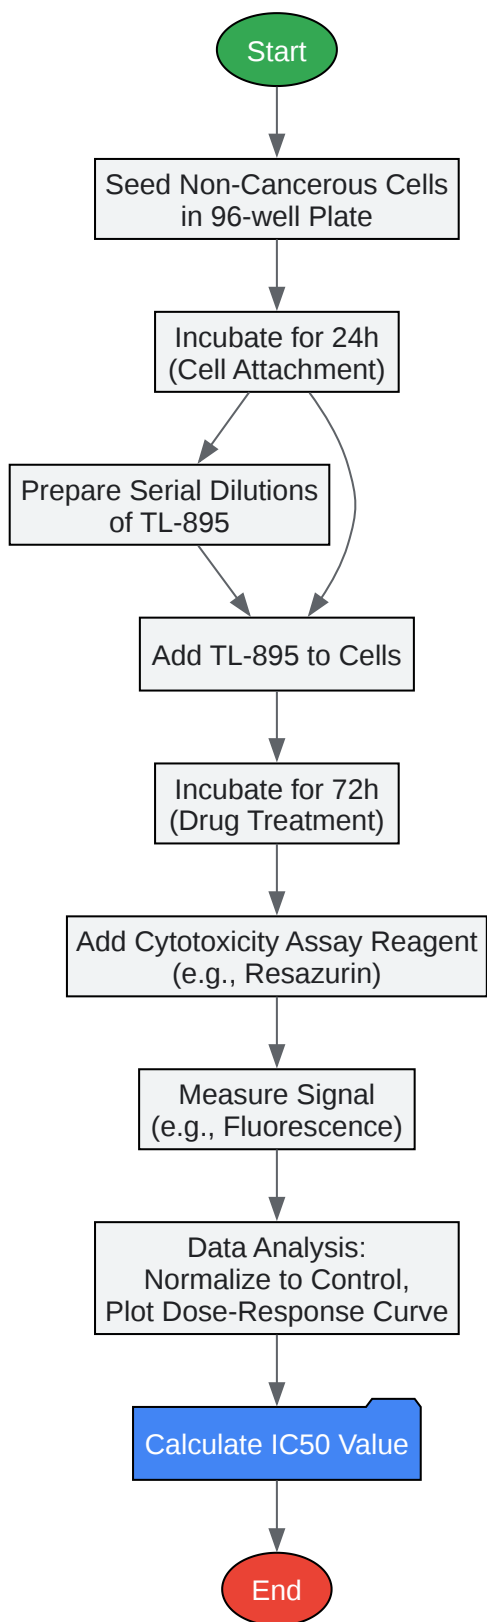 Start
Seed Non-Cancerous Cells
in 96-well Plate
Incubate for 24h
(Cell Attachment)
Prepare Serial Dilutions
of TL-895
Add TL-895 to Cells
Incubate for 72h
(Drug Treatment)
Add Cytotoxicity Assay Reagent
(e.g., Resazurin)
Measure Signal
(e.g., Fluorescence)
Data Analysis:
Normalize to Control,
Plot Dose-Response Curve
Calculate IC50 Value
End